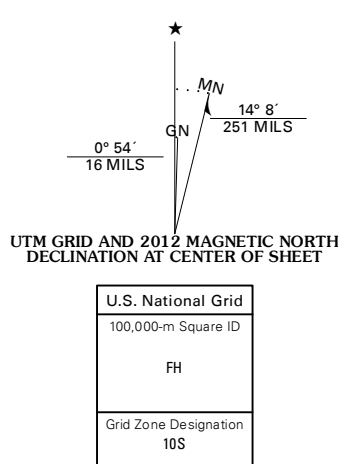 ★
MN
GN
14° 8´
251 MILS
0° 54´
16 MILS
UTM GRID AND 2012 MAGNETIC NORTH
DECLINATION AT CENTER OF SHEET
U.S. National Grid
100,000-m Square ID
FH
Grid Zone Designation
10S